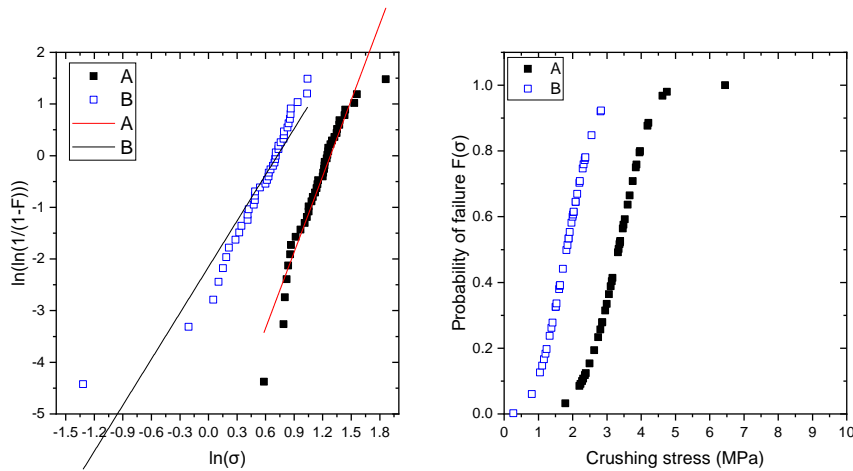 2
1
0
-1
-2
-3
-4
-5
ln(ln(1/(1-F)))
-1.5 -1.2 -0.9 -0.6 -0.3 0.0 0.3 0.6 0.9 1.2 1.5 1.8
ln(σ)
A
B
A
B
1.0
0.8
0.6
0.4
0.2
0.0
Probability of failure F(σ)
0 1 2 3 4 5 6 7 8 9 10
Crushing stress (MPa)
A
B